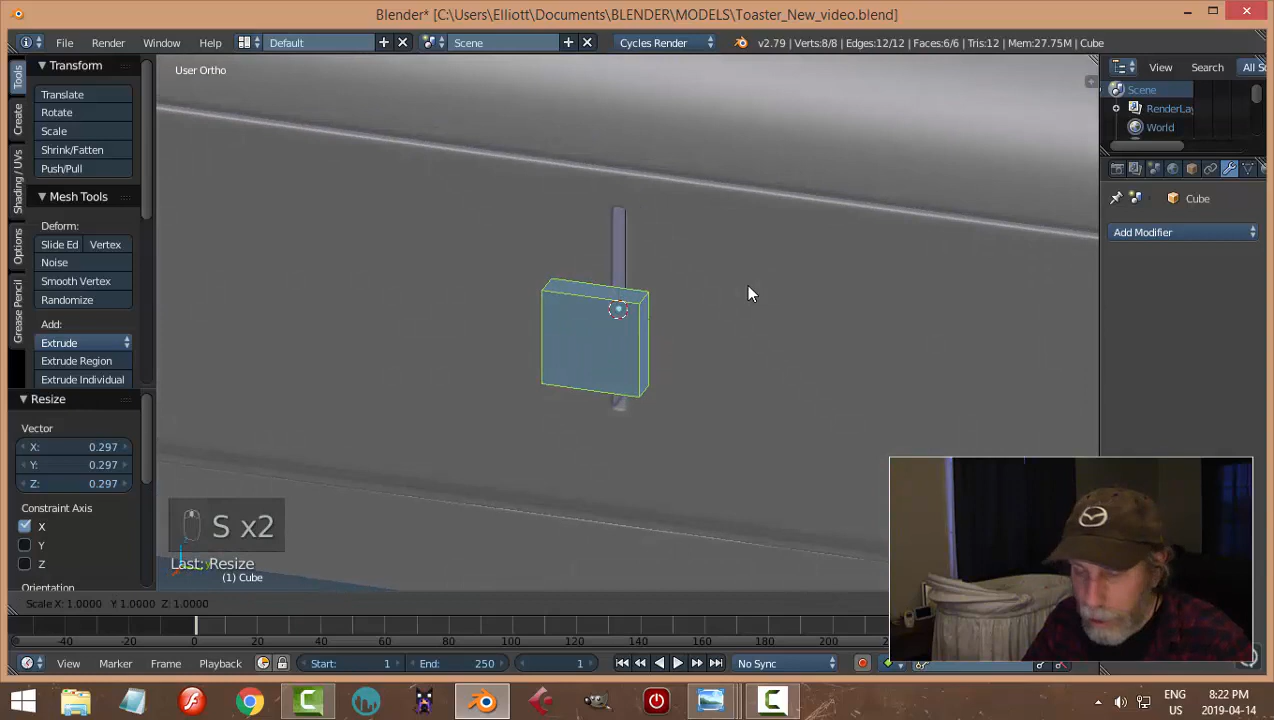 Blender* [C:\Users\Elliott\Documents\BLENDER\MODELS\Toaster_New_video.blend]
File Render Window Help Default Scene Cycles Render v2.79 | Verts:8/8 | Edges:12/12 | Faces:6/6 | Tris:12 | Mem:27.75M | Cube
Tools
Create
Shading / UVs
Options
Grease Pencil
Transform
Translate
Rotate
Scale
Shrink/Fatten
Push/Pull
Mesh Tools
Deform:
Slide Ed Vertex
Noise
Smooth Vertex
Randomize
Add:
Extrude
Extrude Region
Extrude Individual
Resize
Vector
X: 0.297
Y: 0.297
Z: 0.297
Constraint Axis
X
Y
Z
Orientation
User Ortho
S x2
Last: Resize
(1) Cube
Scale X: 1.0000 Y: 1.0000 Z: 1.0000
View Search All S
Scene
RenderLay
World
Cube
Add Modifier
-40 -20 0 20 40 60 80 100 120 140 160 180 200
View Marker Frame Playback Start: 1 End: 250 1 No Sync
ENG
US
8:22 PM
2019-04-14